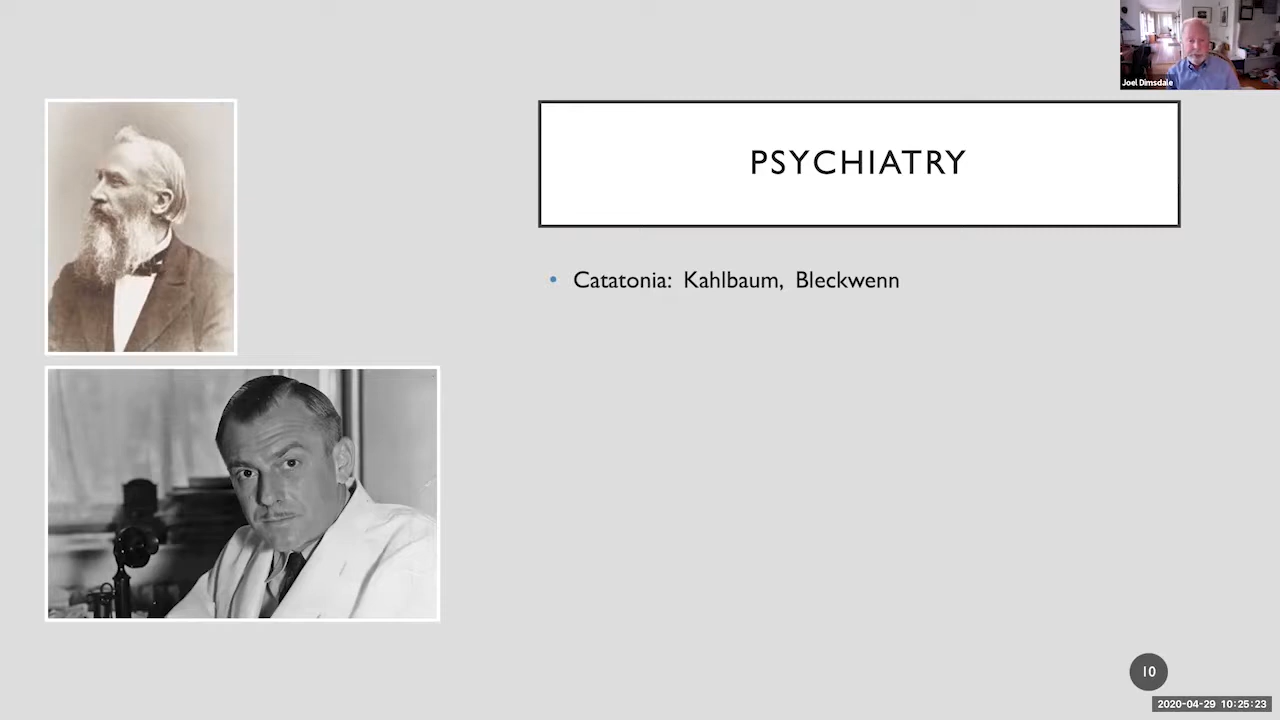 Joel Dimsdale
PSYCHIATRY
• Catatonia: Kahlbaum, Bleckwenn
10
2020-04-29 10:25:23